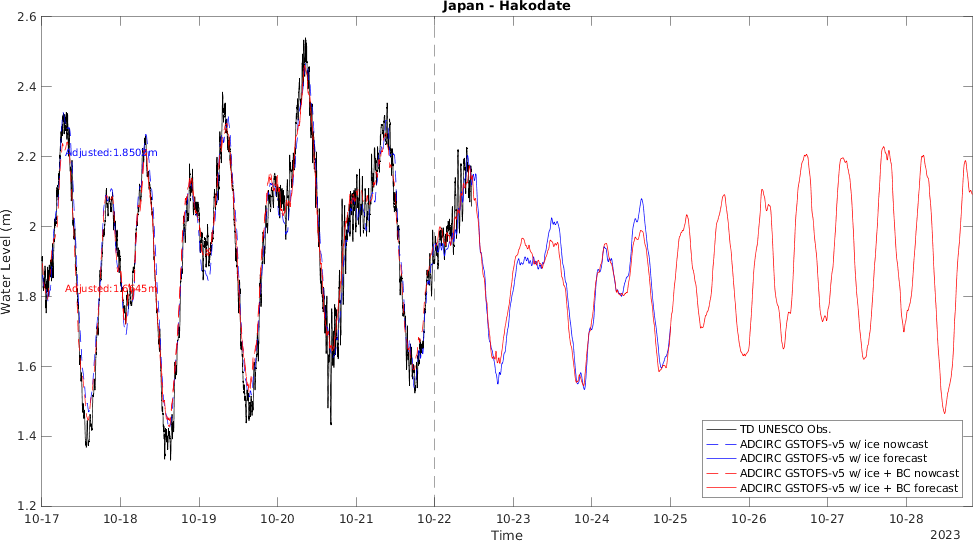 Japan - Hakodate
2.6
2.4
2.2
2
1.8
1.6
1.4
1.2
Water Level (m)
TD UNESCO Obs.
ADCIRC GSTOFS-v5 w/ ice nowcast
ADCIRC GSTOFS-v5 w/ ice forecast
ADCIRC GSTOFS-v5 w/ ice + BC nowcast
ADCIRC GSTOFS-v5 w/ ice + BC forecast
10-17 10-18 10-19 10-20 10-21 10-22 10-23 10-24 10-25 10-26 10-27 10-28
Time
2023